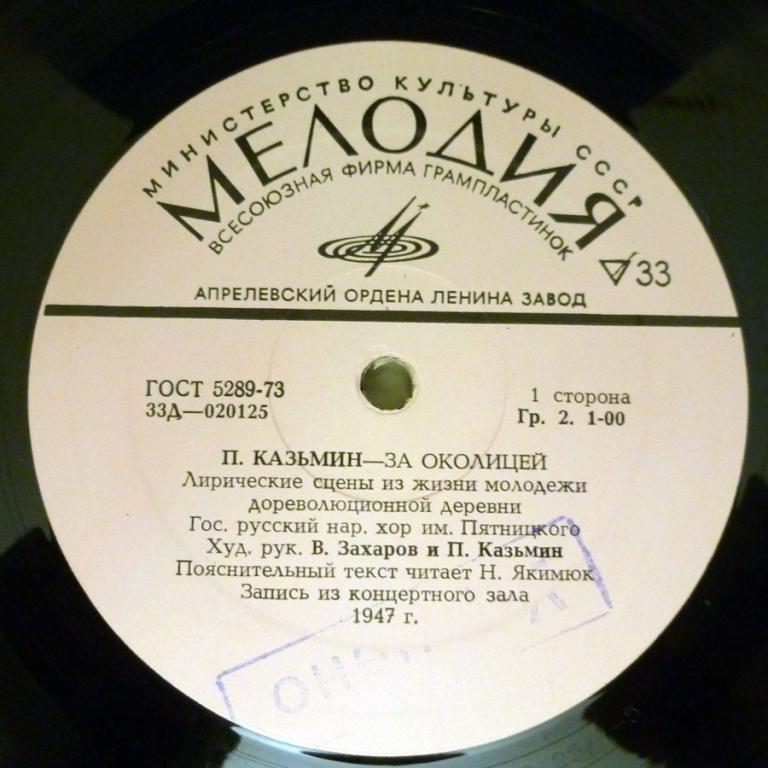 МИНИСТЕРСТВО КУЛЬТУРЫ СССР
МЕЛОДИЯ
ВСЕСОЮЗНАЯ ФИРМА ГРАМПЛАСТИНОК
33
АПРЕЛЕВСКИЙ ОРДЕНА ЛЕНИНА ЗАВОД
ГОСТ 5289-73
33Д—020125
1 сторона
Гр. 2. 1-00
П. КАЗЬМИН—ЗА ОКОЛИЦЕЙ
Лирические сцены из жизни молодежи
дореволюционной деревни
Гос. русский нар. хор им. Пятницкого
Худ. рук. В. Захаров и П. Казьмин
Пояснительный текст читает Н. Якимюк
Запись из концертного зала
1947 г.